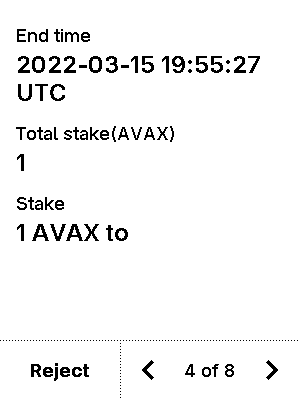 End time
2022-03-15 19:55:27
UTC
Total stake(AVAX)
1
Stake
1 AVAX to
Reject
4 of 8